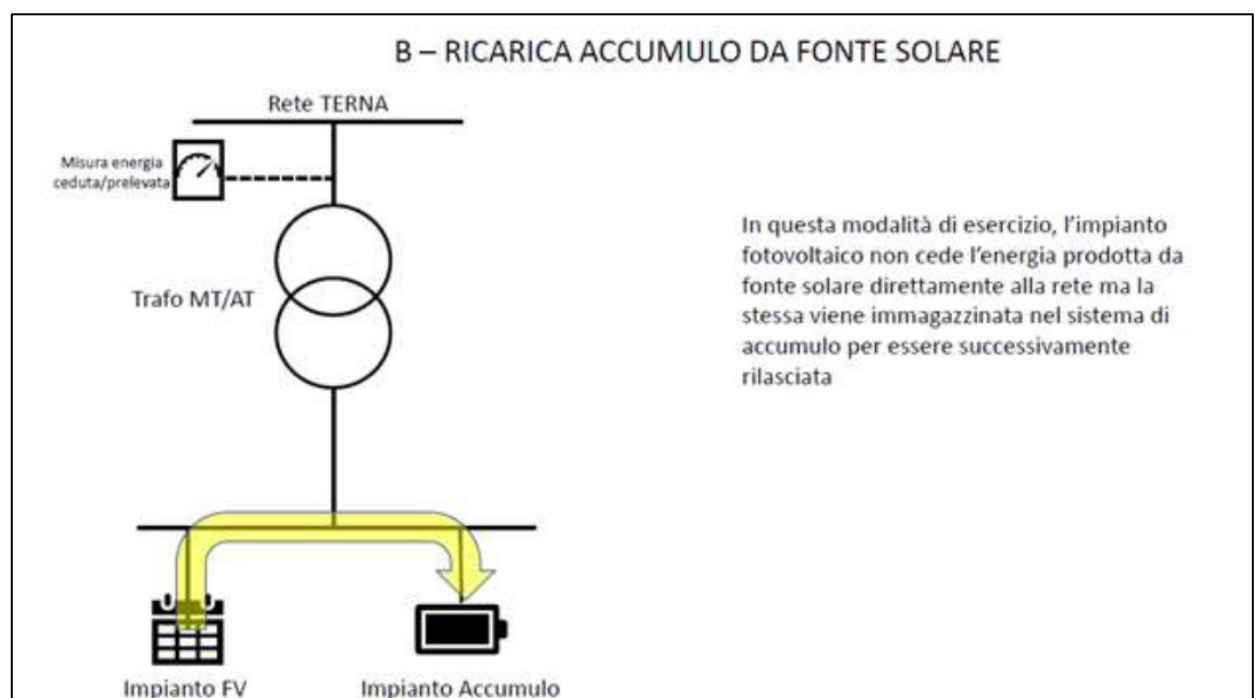 B – RICARICA ACCUMULO DA FONTE SOLARE
Rete TERNA
Misura energia
ceduta/prelevata
Trafo MT/AT
In questa modalità di esercizio, l'impianto
fotovoltaico non cede l'energia prodotta da
fonte solare direttamente alla rete ma la
stessa viene immagazzinata nel sistema di
accumulo per essere successivamente
rilasciata
Impianto FV
Impianto Accumulo